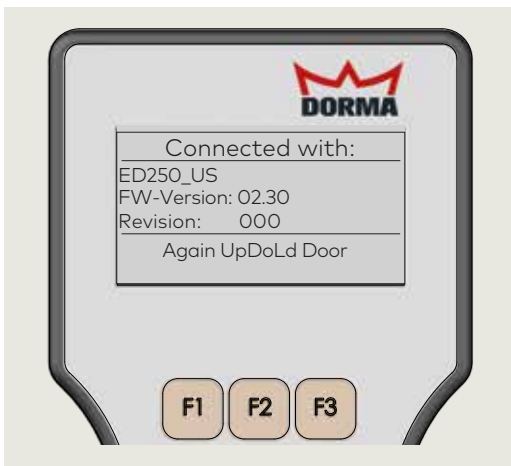 DORMA
Connected with:
ED250_US
FW-Version: 02.30
Revision: 000
Again UpDoLd Door
F1 F2 F3